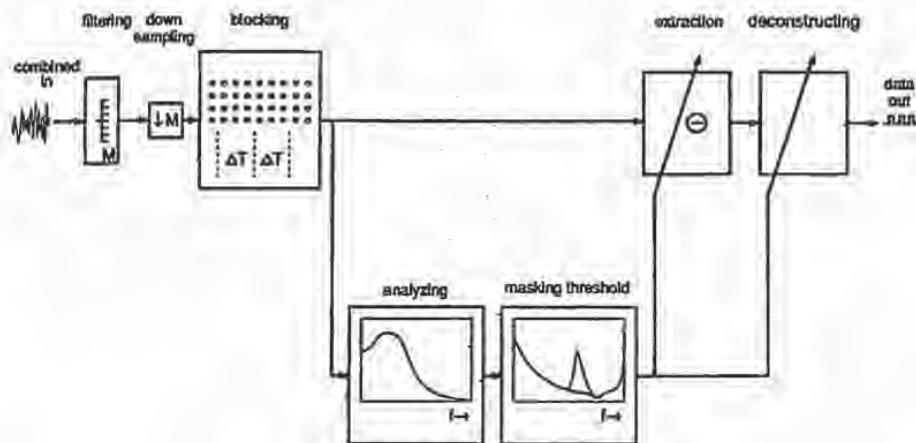 filtering
down
sampling
blocking
extraction
deconstructing
combined
in
M
↓M
ΔT ΔT
−
data
out
analyzing
masking threshold
f→
f→